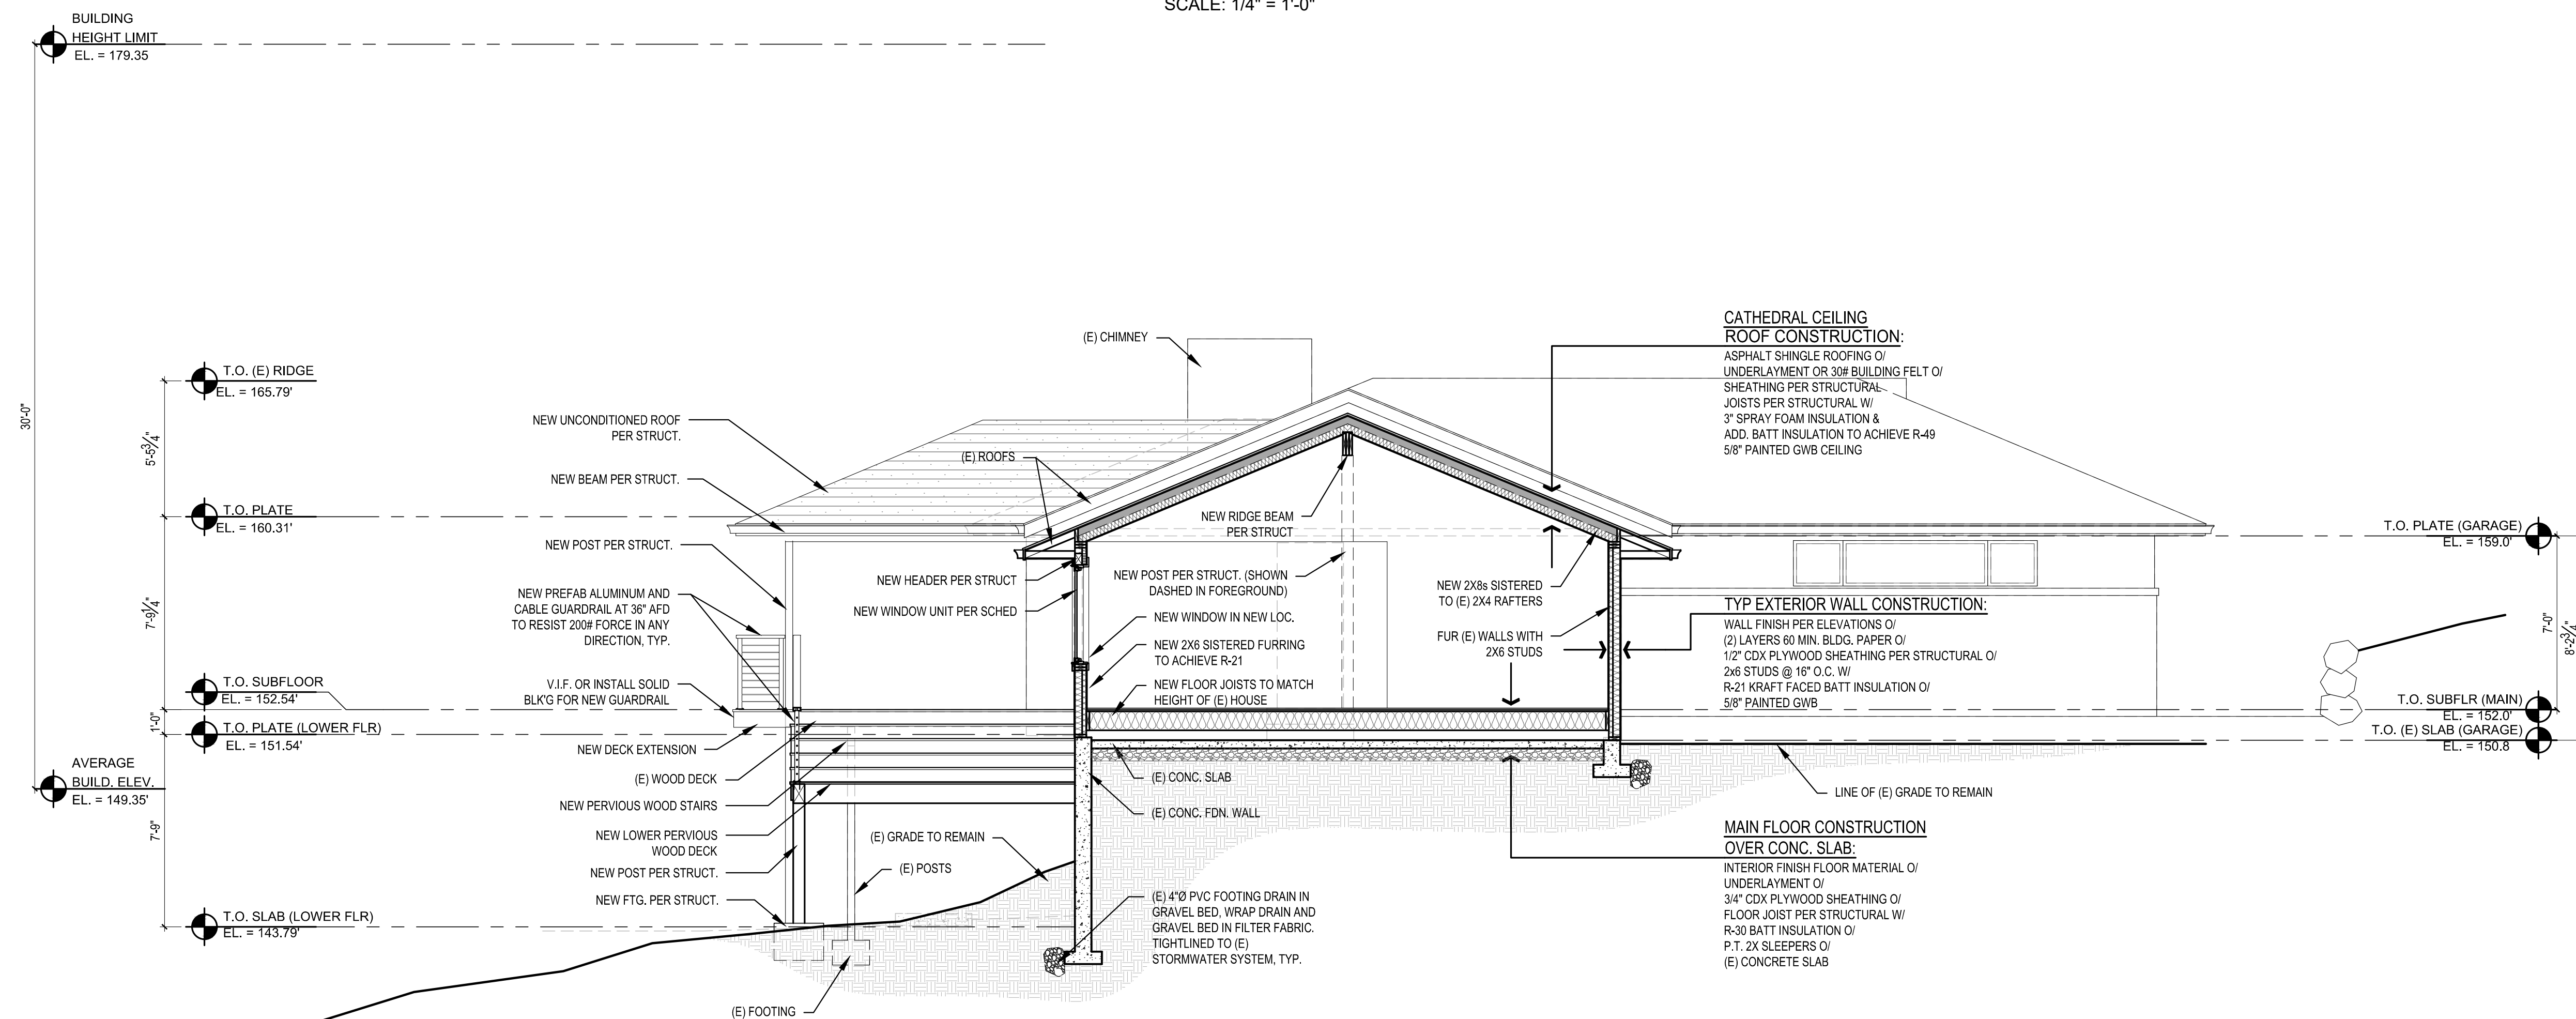 SCALE: 1/4" = 1'-0"
BUILDING
HEIGHT LIMIT
EL. = 179.35
30'-0"
T.O. (E) RIDGE
EL. = 165.79'
5'-5 3/4"
T.O. PLATE
EL. = 160.31'
7'-9 1/4"
T.O. SUBFLOOR
EL. = 152.54'
1'-0"
T.O. PLATE (LOWER FLR)
EL. = 151.54'
AVERAGE
BUILD. ELEV.
EL. = 149.35'
7'-9"
T.O. SLAB (LOWER FLR)
EL. = 143.79'
NEW UNCONDITIONED ROOF
PER STRUCT.
NEW BEAM PER STRUCT.
NEW POST PER STRUCT.
NEW PREFAB ALUMINUM AND
CABLE GUARDRAIL AT 36" AFD
TO RESIST 200# FORCE IN ANY
DIRECTION, TYP.
V.I.F. OR INSTALL SOLID
BLK'G FOR NEW GUARDRAIL
NEW DECK EXTENSION
(E) WOOD DECK
NEW PERVIOUS WOOD STAIRS
NEW LOWER PERVIOUS
WOOD DECK
NEW POST PER STRUCT.
NEW FTG. PER STRUCT.
(E) FOOTING
(E) GRADE TO REMAIN
(E) POSTS
(E) CHIMNEY
(E) ROOFS
NEW HEADER PER STRUCT
NEW WINDOW UNIT PER SCHED
NEW RIDGE BEAM
PER STRUCT
NEW POST PER STRUCT. (SHOWN
DASHED IN FOREGROUND)
NEW WINDOW IN NEW LOC.
NEW 2X6 SISTERED FURRING
TO ACHIEVE R-21
NEW FLOOR JOISTS TO MATCH
HEIGHT OF (E) HOUSE
(E) CONC. SLAB
(E) CONC. FDN. WALL
(E) 4"Ø PVC FOOTING DRAIN IN
GRAVEL BED, WRAP DRAIN AND
GRAVEL BED IN FILTER FABRIC.
TIGHTLINED TO (E)
STORMWATER SYSTEM, TYP.
NEW 2X8s SISTERED
TO (E) 2X4 RAFTERS
FUR (E) WALLS WITH
2X6 STUDS
CATHEDRAL CEILING
ROOF CONSTRUCTION:
ASPHALT SHINGLE ROOFING O/
UNDERLAYMENT OR 30# BUILDING FELT O/
SHEATHING PER STRUCTURAL
JOISTS PER STRUCTURAL W/
3" SPRAY FOAM INSULATION &
ADD. BATT INSULATION TO ACHIEVE R-49
5/8" PAINTED GWB CEILING
TYP EXTERIOR WALL CONSTRUCTION:
WALL FINISH PER ELEVATIONS O/
(2) LAYERS 60 MIN. BLDG. PAPER O/
1/2" CDX PLYWOOD SHEATHING PER STRUCTURAL O/
2x6 STUDS @ 16" O.C. W/
R-21 KRAFT FACED BATT INSULATION O/
5/8" PAINTED GWB
LINE OF (E) GRADE TO REMAIN
MAIN FLOOR CONSTRUCTION
OVER CONC. SLAB:
INTERIOR FINISH FLOOR MATERIAL O/
UNDERLAYMENT O/
3/4" CDX PLYWOOD SHEATHING O/
FLOOR JOIST PER STRUCTURAL W/
R-30 BATT INSULATION O/
P.T. 2X SLEEPERS O/
(E) CONCRETE SLAB
T.O. PLATE (GARAGE)
EL. = 159.0'
7'-0"
8'-2 3/4"
T.O. SUBFLR (MAIN)
EL. = 152.0'
T.O. (E) SLAB (GARAGE)
EL. = 150.8